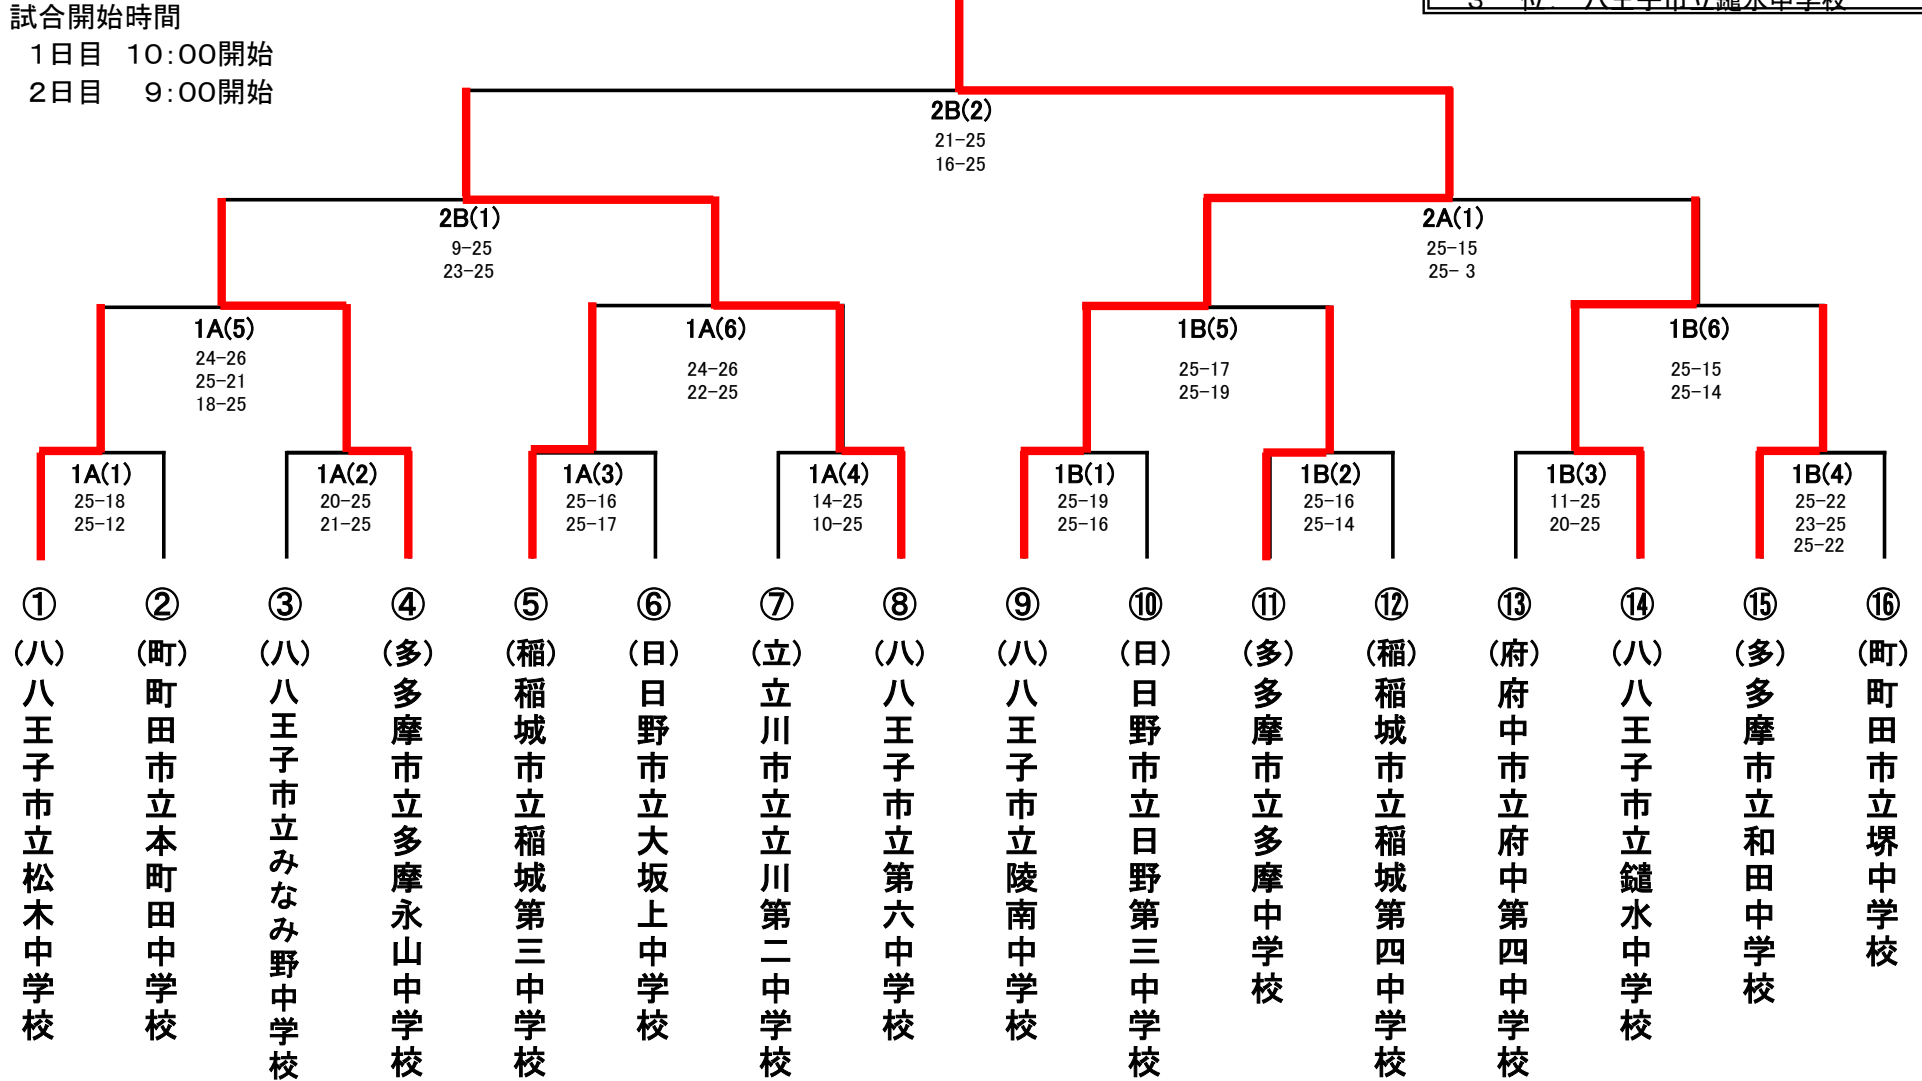 試合開始時間
1日目 10:00開始
2日目 9:00開始
3 位. 八王子市立鑓水中学校
2B(2)
21-25
16-25
2B(1)
9-25
23-25
2A(1)
25-15
25- 3
1A(5)
24-26
25-21
18-25
1A(6)
24-26
22-25
1B(5)
25-17
25-19
1B(6)
25-15
25-14
1A(1)
25-18
25-12
1A(2)
20-25
21-25
1A(3)
25-16
25-17
1A(4)
14-25
10-25
1B(1)
25-19
25-16
1B(2)
25-16
25-14
1B(3)
11-25
20-25
1B(4)
25-22
23-25
25-22
①
(八)
八王子市立松木中学校
②
(町)
町田市立本町田中学校
③
(八)
八王子市立みなみ野中学校
④
(多)
多摩市立多摩永山中学校
⑤
(稲)
稲城市立稲城第三中学校
⑥
(日)
日野市立大坂上中学校
⑦
(立)
立川市立立川第二中学校
⑧
(八)
八王子市立第六中学校
⑨
(八)
八王子市立陵南中学校
⑩
(日)
日野市立日野第三中学校
⑪
(多)
多摩市立多摩中学校
⑫
(稲)
稲城市立稲城第四中学校
⑬
(府)
府中市立府中第四中学校
⑭
(八)
八王子市立鑓水中学校
⑮
(多)
多摩市立和田中学校
⑯
(町)
町田市立堺中学校